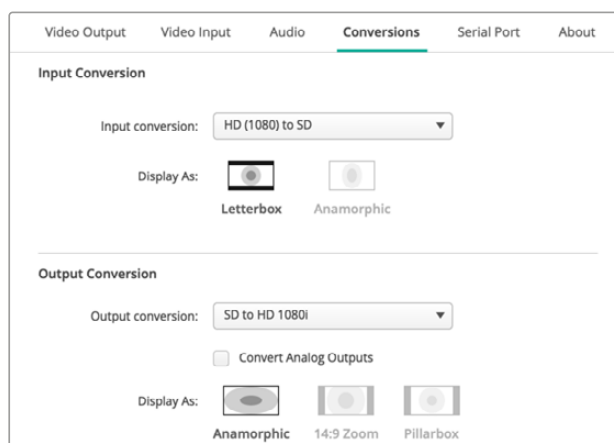 Video Output Video Input Audio Conversions Serial Port About
Input Conversion
Input conversion: HD (1080) to SD
Display As:
Letterbox Anamorphic
Output Conversion
Output conversion: SD to HD 1080i
Convert Analog Outputs
Display As:
Anamorphic 14:9 Zoom Pillarbox